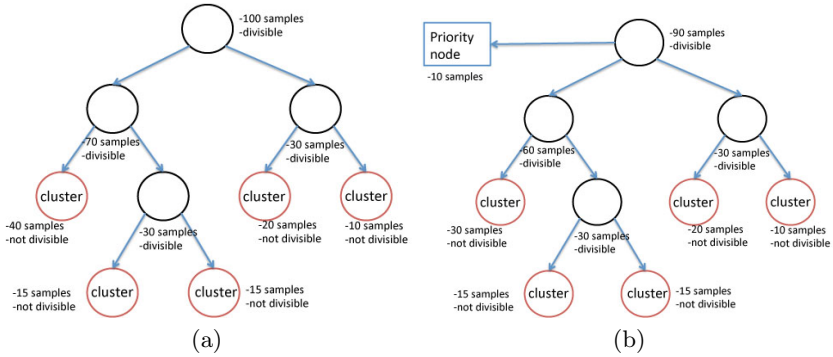 -100 samples
-divisible
-70 samples
-divisible
-30 samples
-divisible
cluster
-40 samples
-not divisible
-30 samples
-divisible
cluster
-20 samples
-not divisible
cluster
-10 samples
-not divisible
-15 samples
-not divisible
cluster
cluster
-15 samples
-not divisible
(a)
Priority
node
-10 samples
-90 samples
-divisible
-60 samples
-divisible
-30 samples
-divisible
cluster
-30 samples
-not divisible
-30 samples
-divisible
cluster
-20 samples
-not divisible
cluster
-10 samples
-not divisible
-15 samples
-not divisible
cluster
cluster
-15 samples
-not divisible
(b)